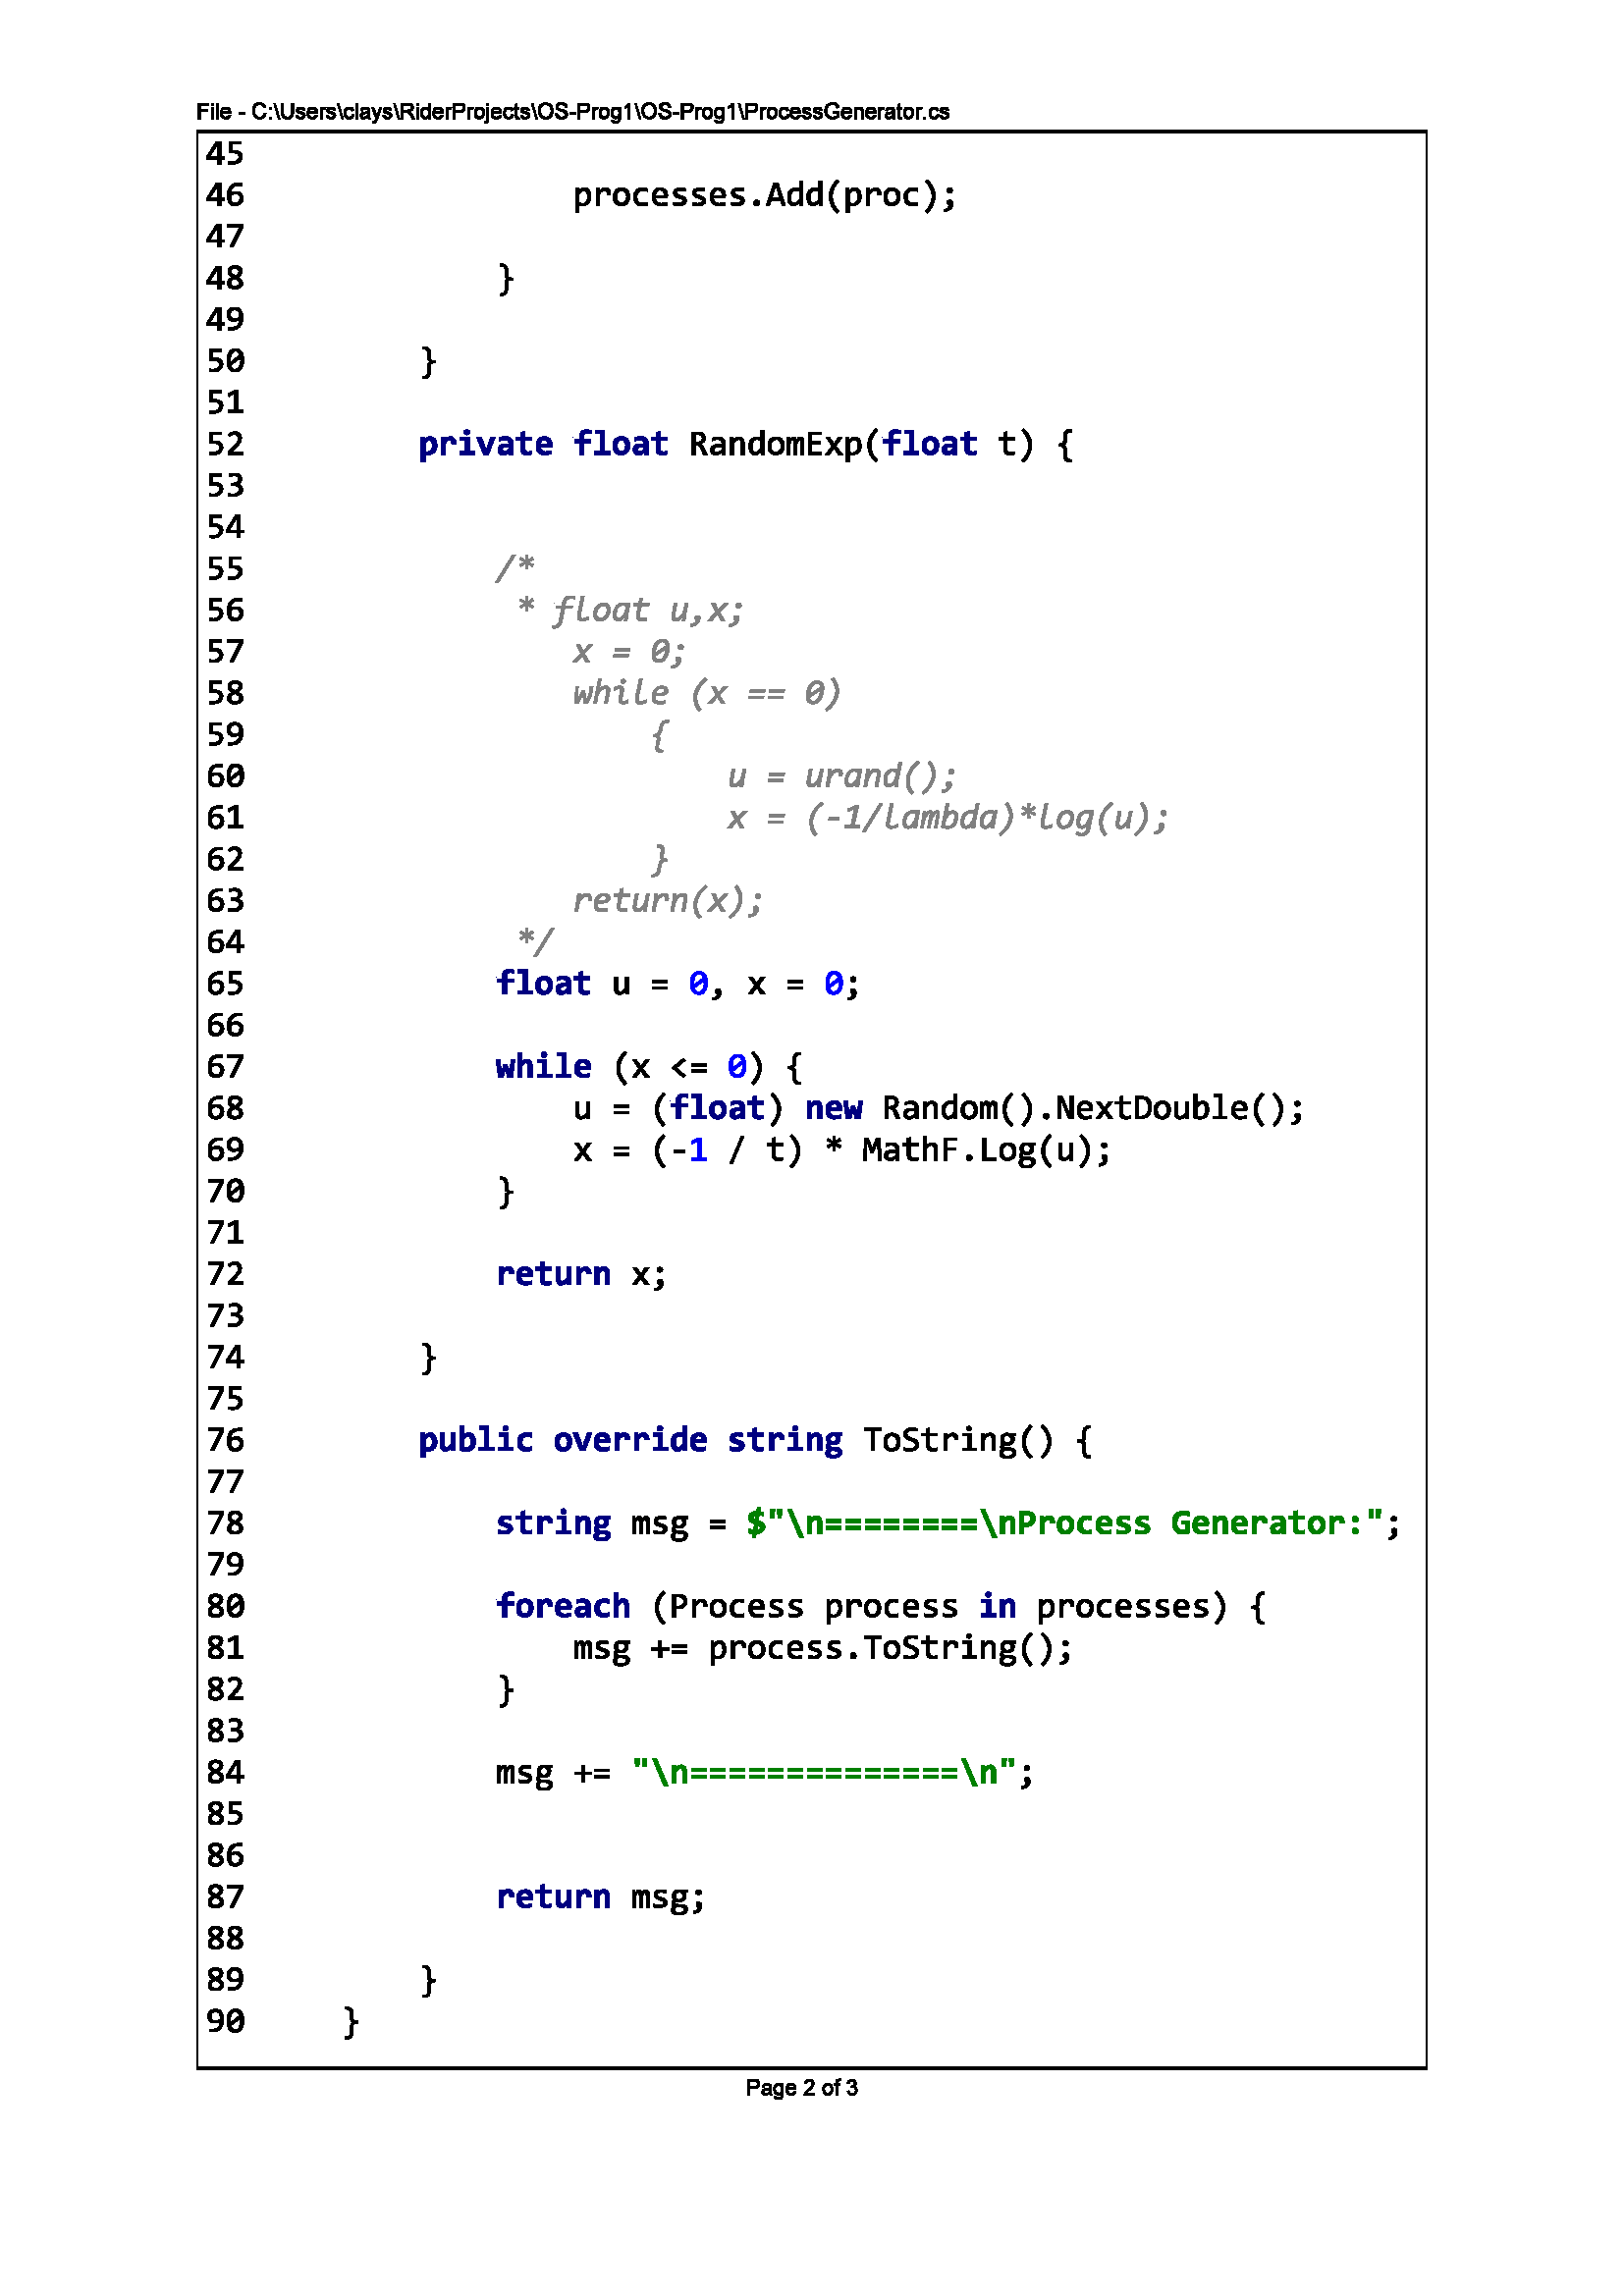 File - C:\Users\clays\RiderProjects\OS-Prog1\OS-Prog1\ProcessGenerator.cs
45
46                 processes.Add(proc);
47
48             }
49
50         }
51
52         private float RandomExp(float t) {
53
54
55             /*
56              * float u,x;
57                 x = 0;
58                 while (x == 0)
59                     {
60                         u = urand();
61                         x = (-1/lambda)*log(u);
62                     }
63                 return(x);
64              */
65             float u = 0, x = 0;
66
67             while (x <= 0) {
68                 u = (float) new Random().NextDouble();
69                 x = (-1 / t) * MathF.Log(u);
70             }
71
72             return x;
73
74         }
75
76         public override string ToString() {
77
78             string msg = $"\n========\nProcess Generator:";
79
80             foreach (Process process in processes) {
81                 msg += process.ToString();
82             }
83
84             msg += "\n==============\n";
85
86
87             return msg;
88
89         }
90     }
Page 2 of 3